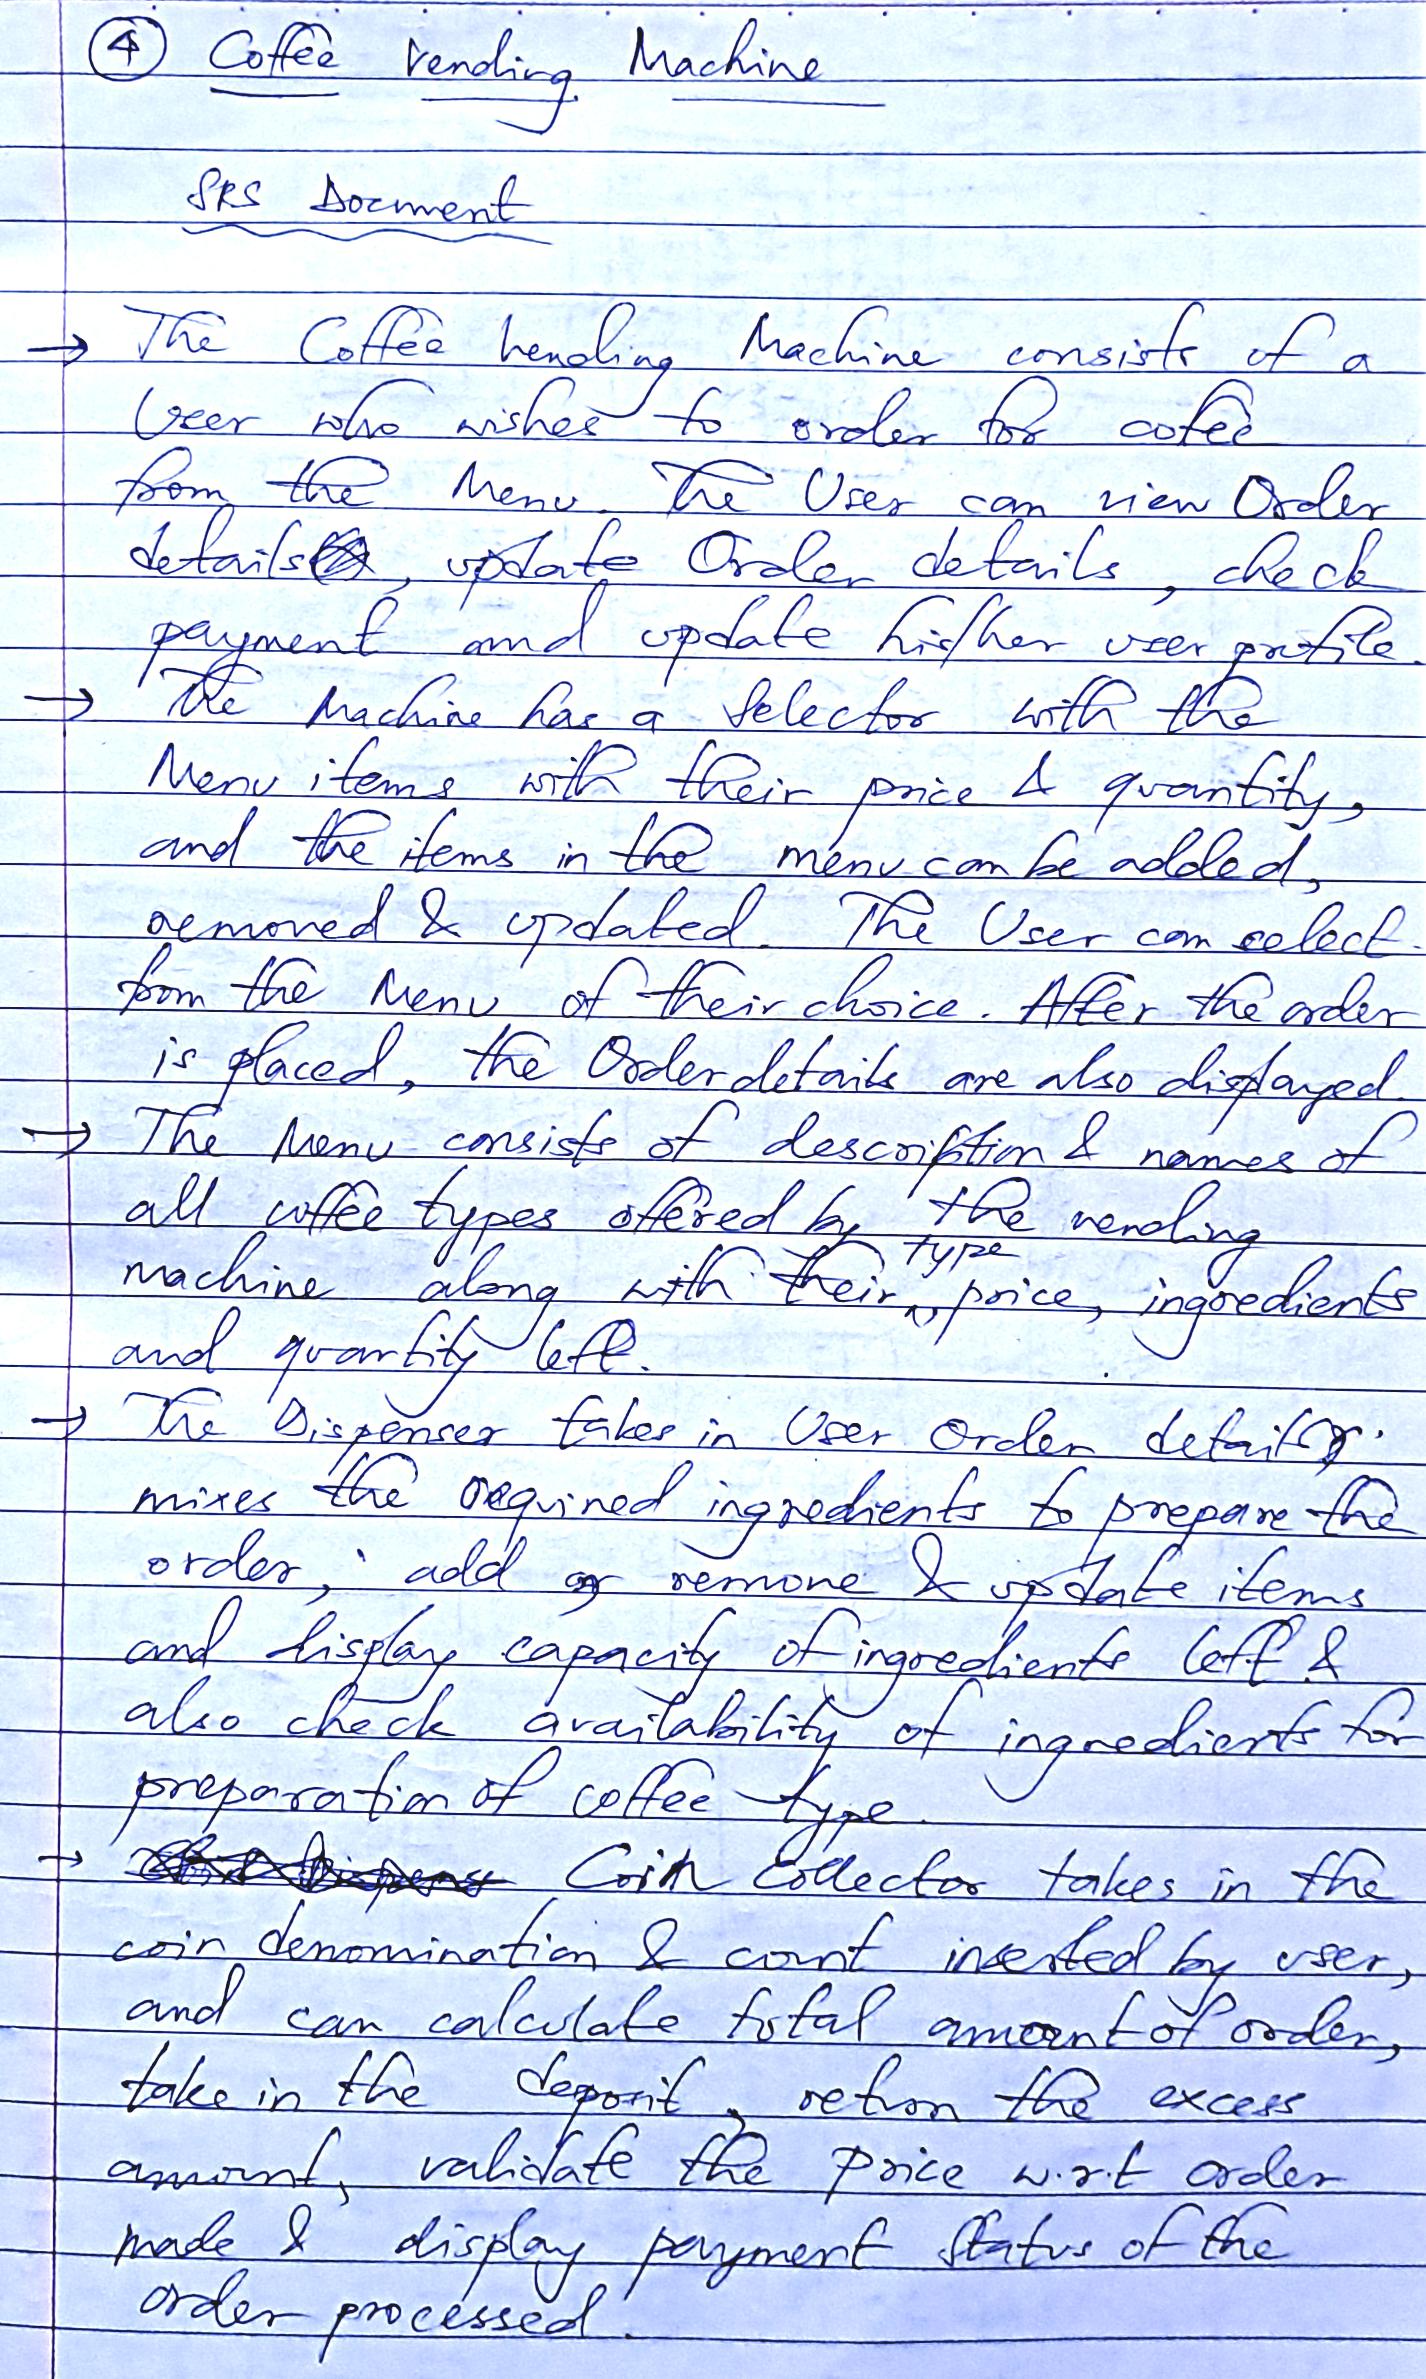 ④ Coffee Vending Machine
SRS Document
→ The Coffee Vending Machine consists of a
User who wishes to order for cofee
from the Menu. The User can view Order
details, update Order details, check
payment and update his/her user profile.
→ The Machine has a Selector with the
Menu items with their price & quantity,
and the items in the menu can be added,
removed & updated. The User can select
from the Menu of their choice. After the order
is placed, the Order details are also displayed.
→ The Menu consists of description & names of
all coffee types offered by the vending
type
machine along with their price, ingredients
and quantity left.
→ The Dispenser takes in User Order details,
mixes the required ingredients to prepare the
order, add or remove & update items
and display capacity of ingredients left &
also check availability of ingredients for
preparation of coffee type.
→ Coin Collector takes in the
coin denomination & count inserted by user,
and can calculate total amount of order,
take in the deposit, return the excess
amount, validate the price w.r.t order
made & display payment status of the
order processed.